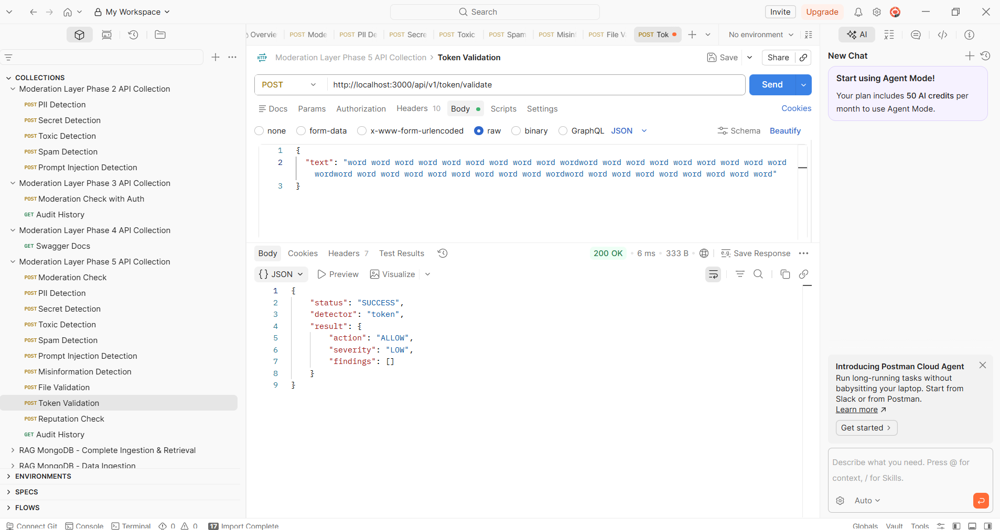 My Workspace
Search
Invite
Upgrade
Overvie
POST Mode
POST PII De
POST Secre
POST Toxic
POST Spam
POST Misin
POST File V
POST Tok
No environment
AI
Moderation Layer Phase 5 API Collection > Token Validation
Save
Share
New Chat
COLLECTIONS
Moderation Layer Phase 2 API Collection
POST PII Detection
POST Secret Detection
POST Toxic Detection
POST Spam Detection
POST Prompt Injection Detection
Moderation Layer Phase 3 API Collection
POST Moderation Check with Auth
GET Audit History
Moderation Layer Phase 4 API Collection
GET Swagger Docs
Moderation Layer Phase 5 API Collection
POST Moderation Check
POST PII Detection
POST Secret Detection
POST Toxic Detection
POST Spam Detection
POST Prompt Injection Detection
POST Misinformation Detection
POST File Validation
POST Token Validation
POST Reputation Check
GET Audit History
RAG MongoDB - Complete Ingestion & Retrieval
RAG MongoDB - Data Ingestion
ENVIRONMENTS
SPECS
FLOWS
POST
http://localhost:3000/api/v1/token/validate
Send
Docs
Params
Authorization
Headers 10
Body
Scripts
Settings
Cookies
none
form-data
x-www-form-urlencoded
raw
binary
GraphQL
JSON
Schema
Beautify
1 {
2 "text": "word word word word word word word word word wordword word word word word word word word word
wordword word word word word word word word word wordword word word word word word word word word"
3 }
Body
Cookies
Headers 7
Test Results
200 OK
6 ms
333 B
e.g. Save Response
{} JSON
Preview
Visualize
1 {
2 "status": "SUCCESS",
3 "detector": "token",
4 "result": {
5 "action": "ALLOW",
6 "severity": "LOW",
7 "findings": []
8 }
9 }
Start using Agent Mode!
Your plan includes 50 AI credits per
month to use Agent Mode.
Introducing Postman Cloud Agent
Run long-running tasks without
babysitting your laptop. Start from
Slack or from Postman.
Learn more
Get started
Describe what you need. Press @ for
context, / for Skills.
Auto
Connect Git
Console
Terminal
0
0
17 Import Complete
Globals
Vault
Tools